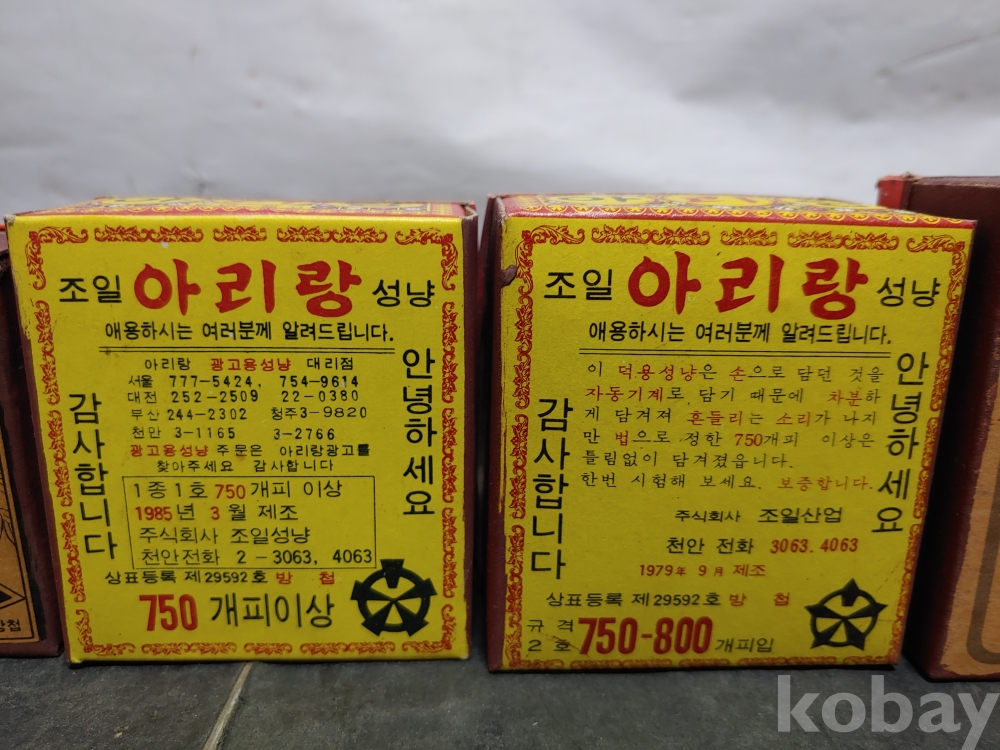 조일 아리랑 성냥
애용하시는 여러분께 알려드립니다.
감사합니다
안녕하세요
아리랑 광고용성냥 대리점
서울 777-5424, 754-9614
대전 252-2509 22-0380
부산 244-2302 청주 3-9820
천안 3-1165 3-2766
광고용성냥 주문은 아리랑광고를
찾아주세요 감사합니다
1종 1호 750 개피 이상
1985년 3월 제조
주식회사 조일성냥
천안전화 2-3063, 4063
상표등록 제29592호 방첩
750 개피이상
조일 아리랑 성냥
애용하시는 여러분께 알려드립니다.
감사합니다
안녕하세요
이 덕용성냥은 손으로 담던 것을
자동기계로 담기 때문에 차분하
게 담겨져 흔들리는 소리가 나지
만 법으로 정한 750개피 이상은
틀림없이 담겨졌읍니다.
한번 시험해 보세요. 보증합니다.
주식회사 조일산업
천안 전화 3063. 4063
1979年 9月 제조
상표등록 제29592호 방첩
규격
2호 750-800 개피입
kobay